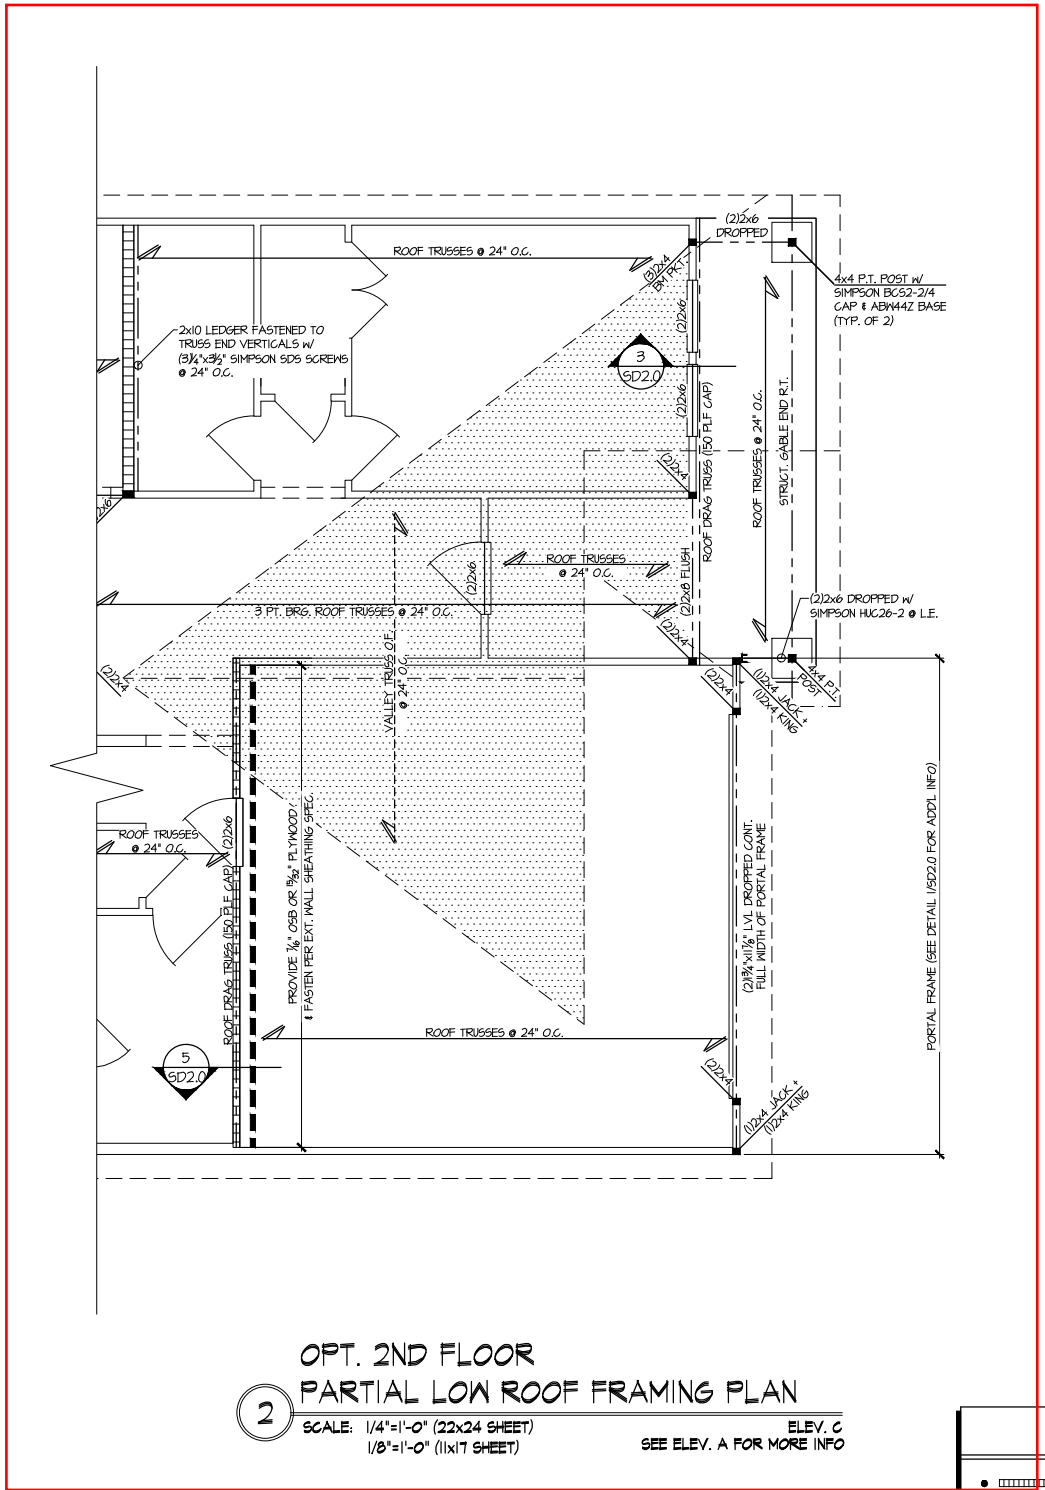 (2)2x6
DROPPED
ROOF TRUSSES @ 24" O.C.
(3)2x4
BM PKT.
4x4 P.T. POST W/
SIMPSON BCS2-2/4
CAP & ABW44Z BASE
(TYP. OF 2)
2x10 LEDGER FASTENED TO
TRUSS END VERTICALS W/
(3)1/4"x3½" SIMPSON SDS SCREWS
@ 24" O.C.
(2)2x6
3
SD2.0
(2)2x6
ROOF DRAG TRUSS (150 PLF CAP)
ROOF TRUSSES @ 24" O.C.
STRUCT. GABLE END R.T.
(2)2x4
2x6
ROOF TRUSSES
@ 24" O.C.
(2)2x6
(2)2x8 FLUSH
(2)2x6 DROPPED W/
SIMPSON HUC26-2 @ L.E.
3 PT. BRG. ROOF TRUSSES @ 24" O.C.
(2)2x4
VALLEY TRUSS O.F.
@ 24" O.C.
(2)2x4
(2)2x4
(1)2x4 JACK +
(1)2x4 KING
4x4 P.T.
POST
ROOF TRUSSES
@ 24" O.C.
(2)2x6
ROOF DRAG TRUSS (150 PLF CAP)
PROVIDE 7/16" OSB OR 15/32" PLYWOOD
& FASTEN PER EXT. WALL SHEATHING SPEC.
(2)1¾"x11⅞" LVL DROPPED CONT.
FULL WIDTH OF PORTAL FRAME
PORTAL FRAME (SEE DETAIL 1/SD2.0 FOR ADD'L INFO)
ROOF TRUSSES @ 24" O.C.
5
SD2.0
(2)2x4
(1)2x4 JACK +
(1)2x4 KING
OPT. 2ND FLOOR
2 PARTIAL LOW ROOF FRAMING PLAN
SCALE: 1/4"=1'-0" (22x24 SHEET) ELEV. C
1/8"=1'-0" (11x17 SHEET) SEE ELEV. A FOR MORE INFO